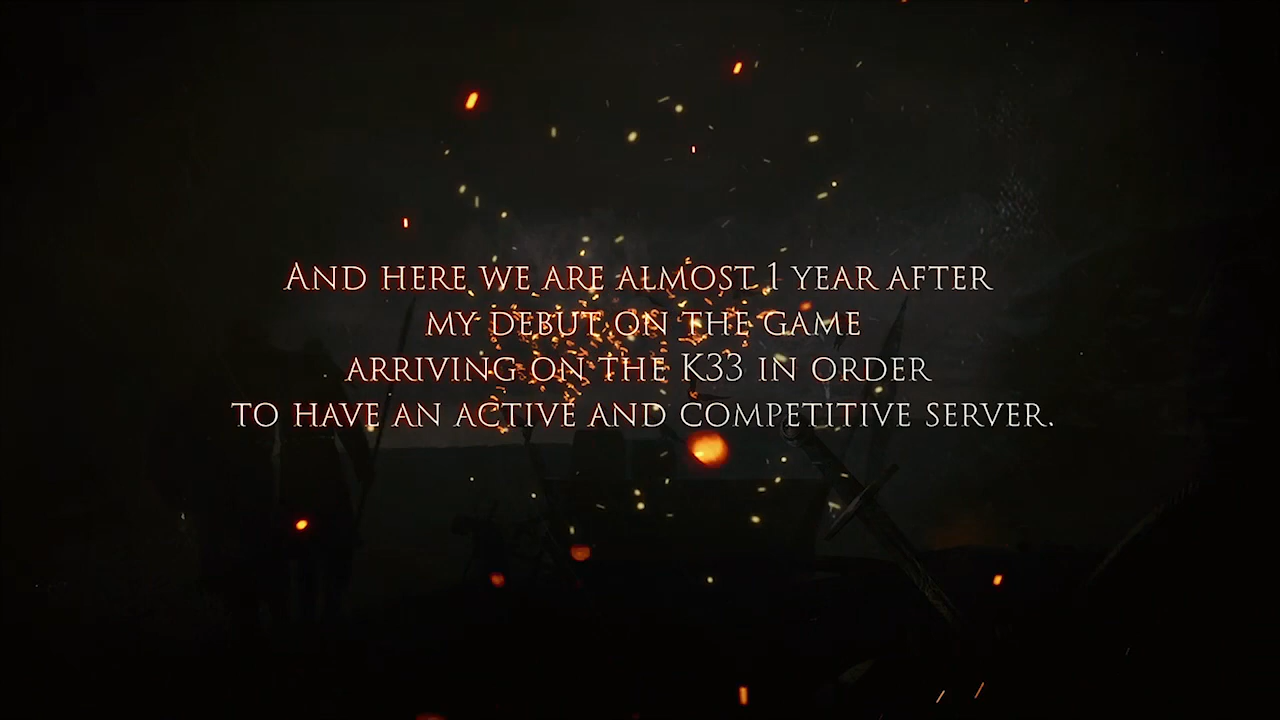 And here we are almost 1 year after
my debut on the game
arriving on the K33 in order
to have an active and competitive server.